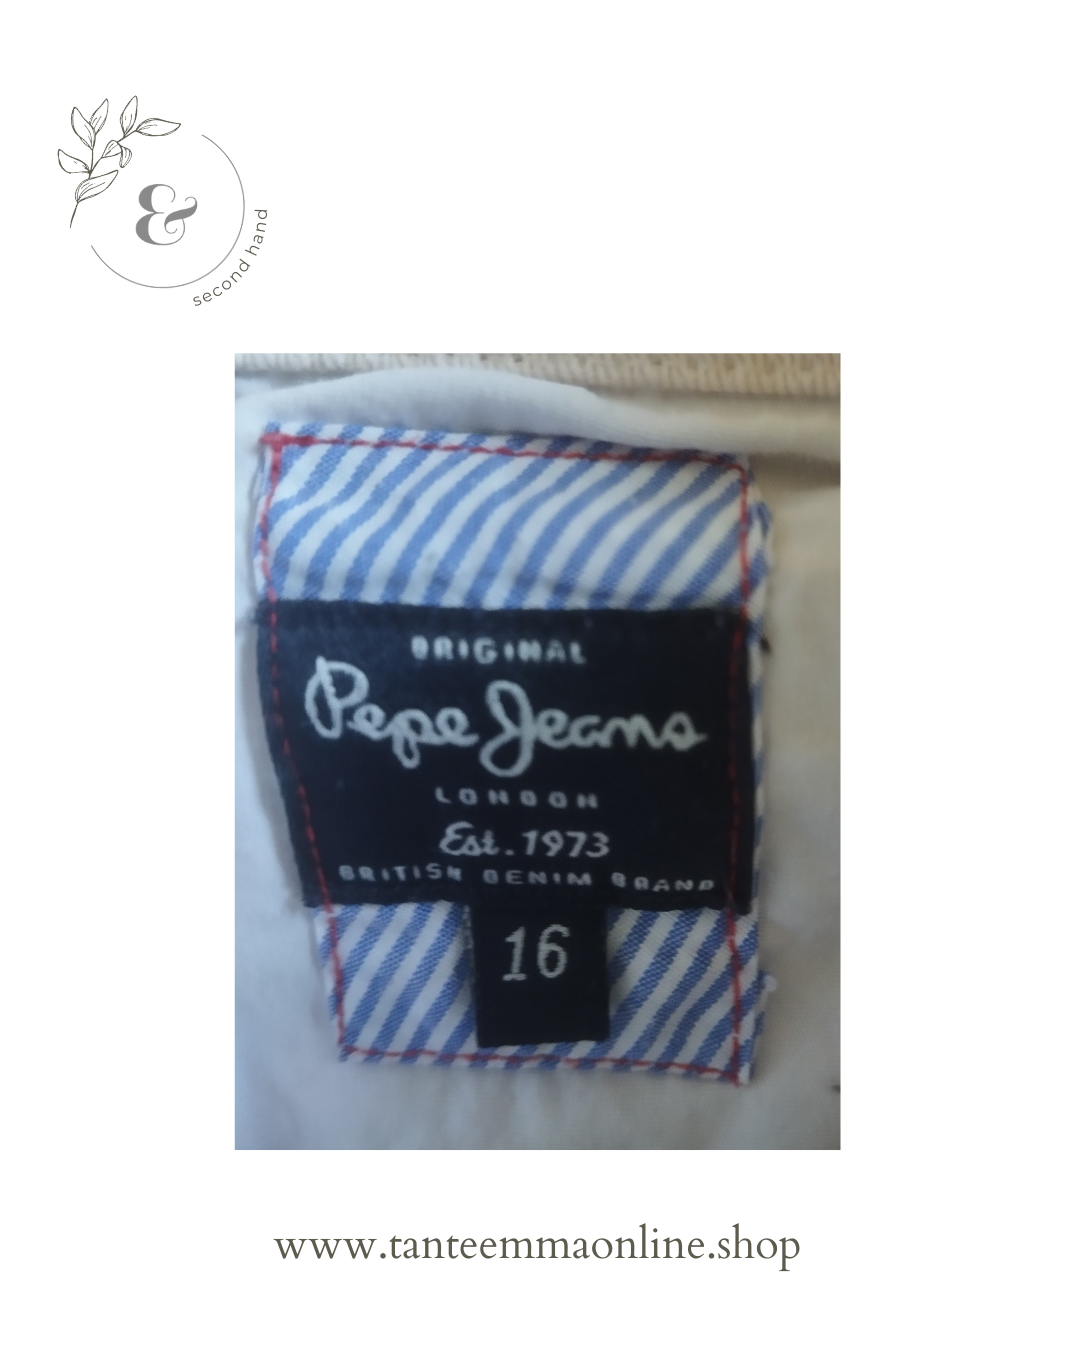 &
second hand
ORIGINAL
Pepe Jeans
LONDON
Est. 1973
BRITISH DENIM BRAND
16
www.tanteemmaonline.shop